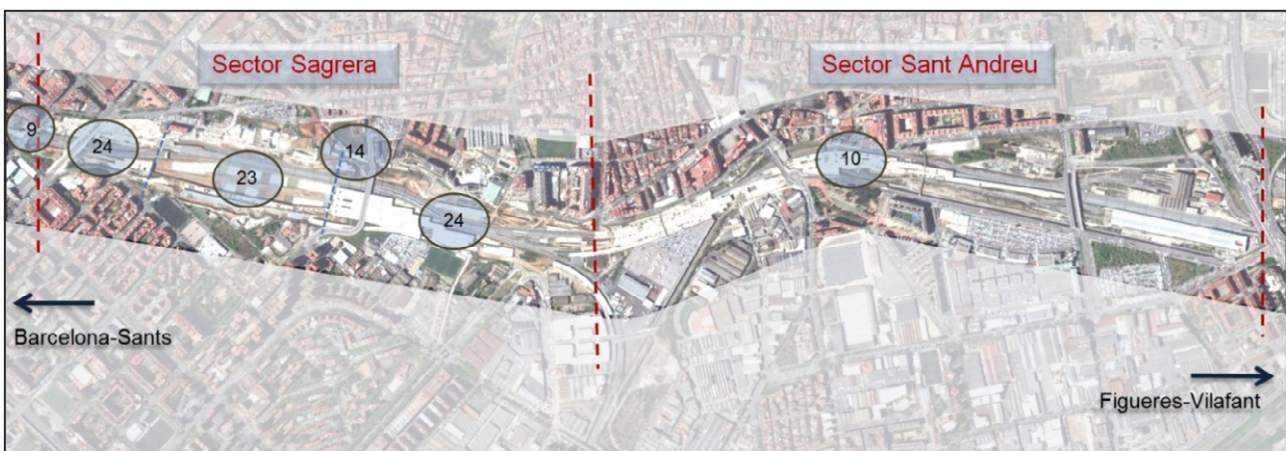 Sector Sagrera
Sector Sant Andreu
9
24
23
14
24
10
Barcelona-Sants
Figueres-Vilafant